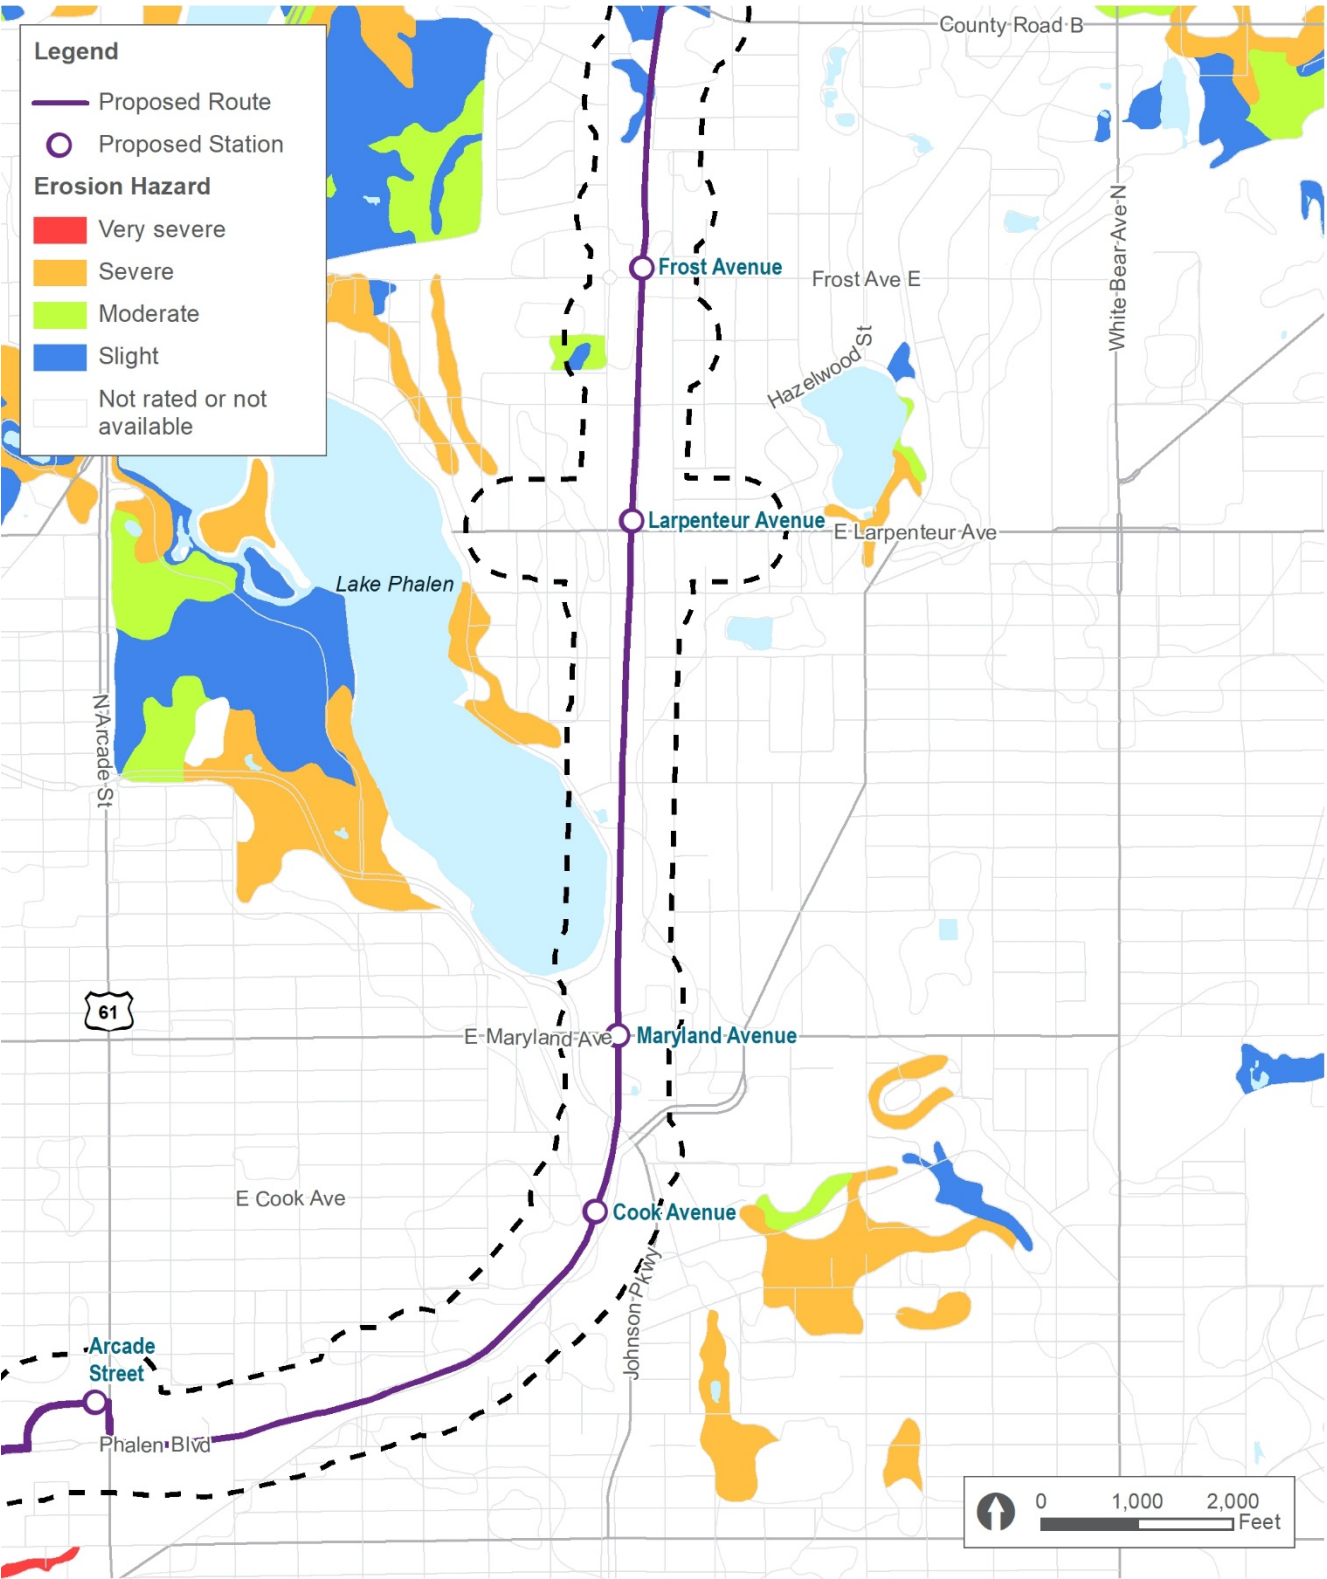 Legend
Proposed Route
Proposed Station
Erosion Hazard
Very severe
Severe
Moderate
Slight
Not rated or not
available
County Road B
White Bear Ave N
Frost Avenue
Frost Ave E
Hazelwood St
Larpenteur Avenue
E Larpenteur Ave
Lake Phalen
N Arcade St
61
E Maryland Ave
Maryland Avenue
E Cook Ave
Cook Avenue
Johnson Pkwy
Arcade
Street
Phalen Blvd
0 1,000 2,000
Feet